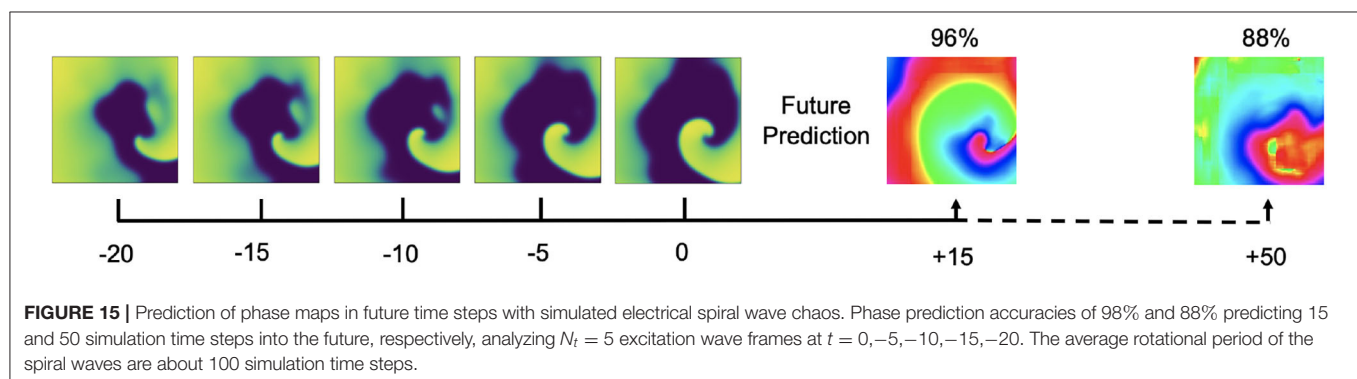 96% 88%
Future
Prediction
-20 -15 -10 -5 0 +15 +50
FIGURE 15 | Prediction of phase maps in future time steps with simulated electrical spiral wave chaos. Phase prediction accuracies of 98% and 88% predicting 15
and 50 simulation time steps into the future, respectively, analyzing Nt = 5 excitation wave frames at t = 0,−5,−10,−15,−20. The average rotational period of the
spiral waves are about 100 simulation time steps.